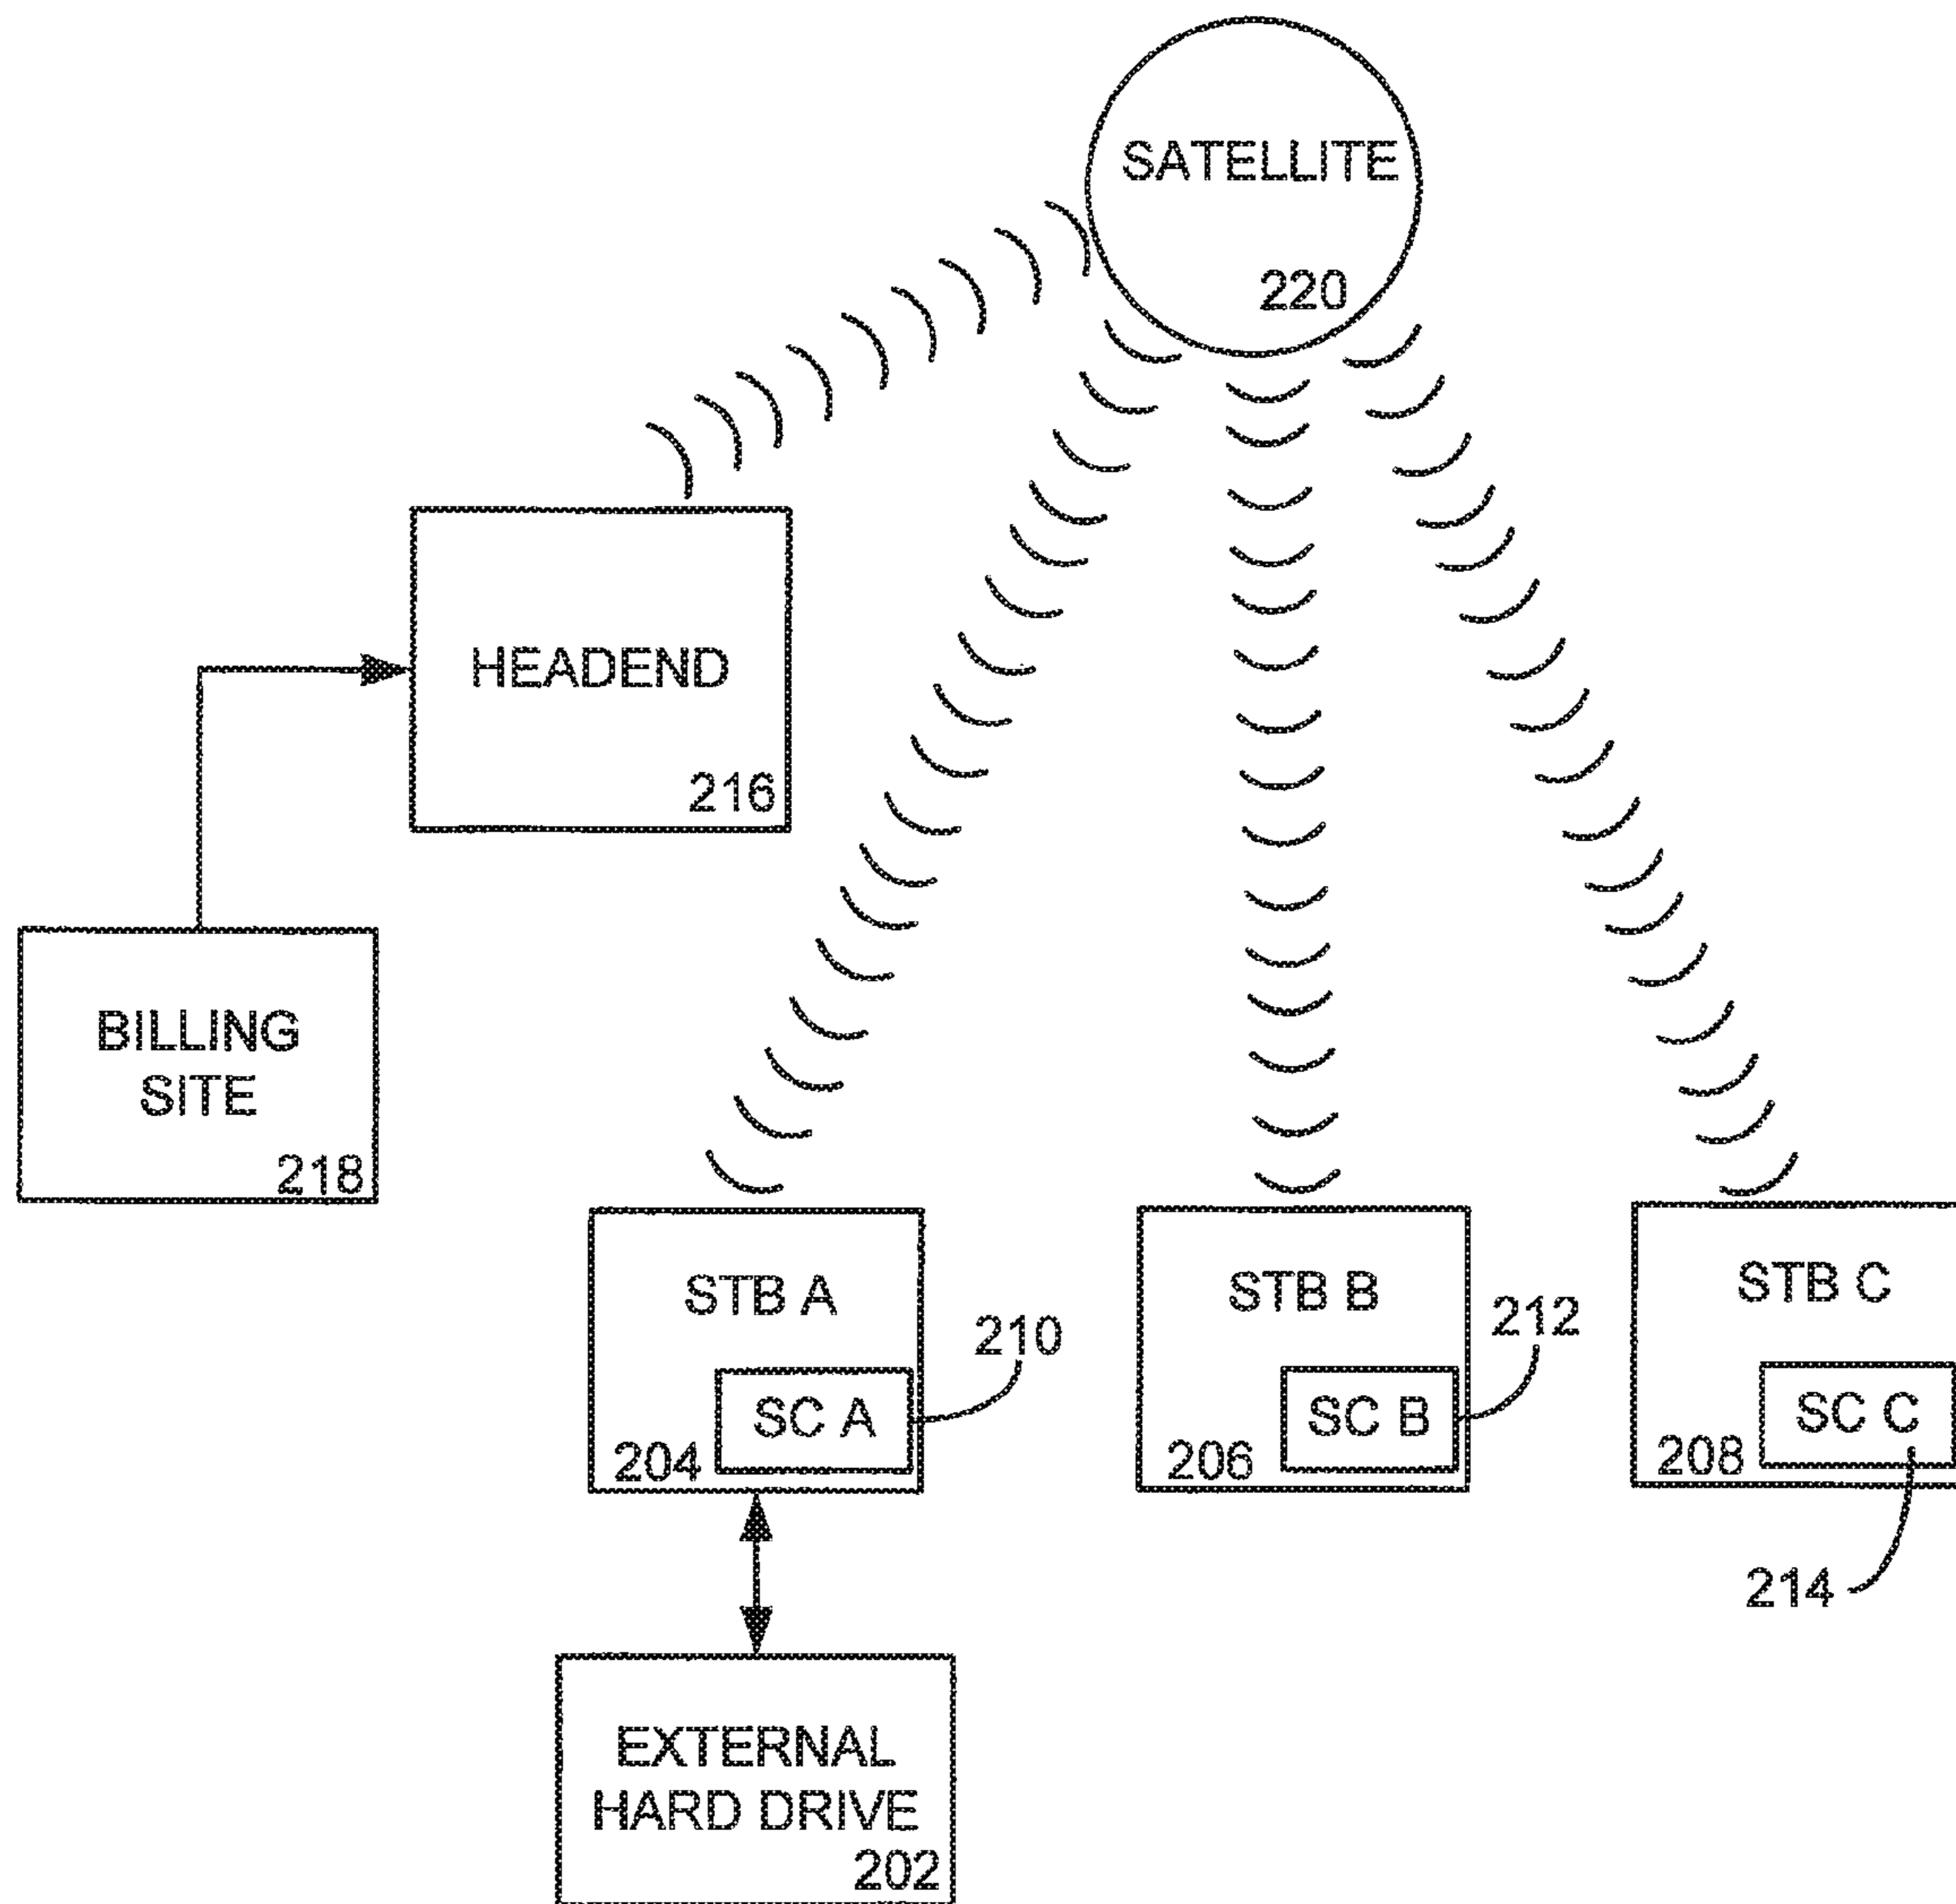 SATELLITE
220
HEADEND
216
BILLING
SITE
218
STB A
SC A
204
210
STB B
SC B
206
212
STB C
SC C
208
214
EXTERNAL
HARD DRIVE
202